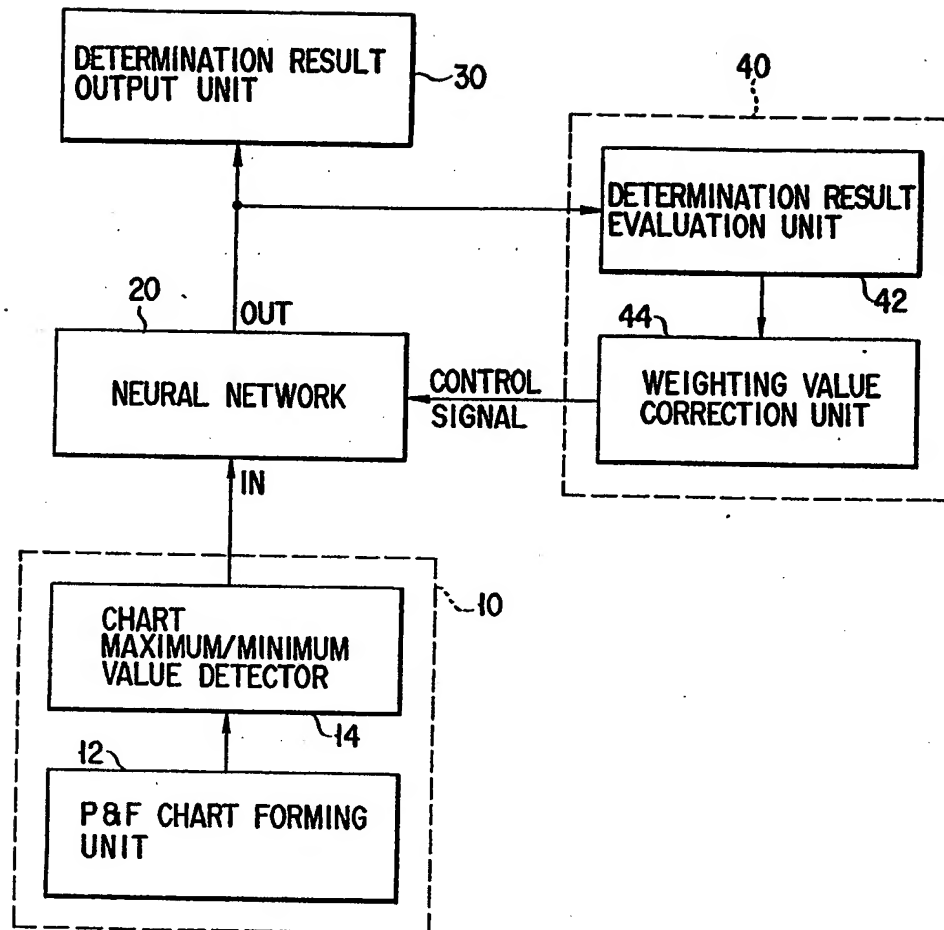 DETERMINATION RESULT
OUTPUT UNIT
30
40
DETERMINATION RESULT
EVALUATION UNIT
42
20
OUT
44
NEURAL NETWORK
CONTROL
SIGNAL
WEIGHTING VALUE
CORRECTION UNIT
IN
10
CHART
MAXIMUM/MINIMUM
VALUE DETECTOR
14
12
P&F CHART FORMING
UNIT